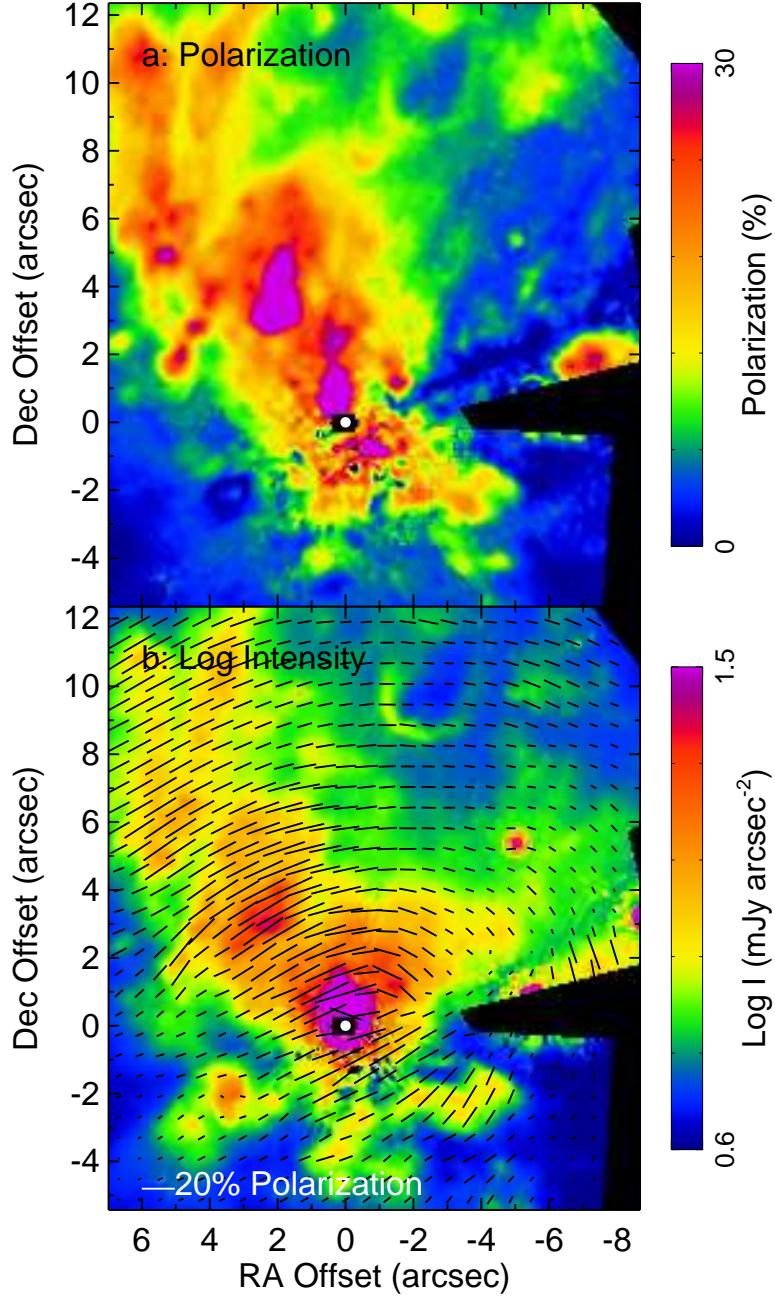 a: Polarization
12
10
8
6
4
2
0
-2
-4
Dec Offset (arcsec)
30
0
Polarization (%)
b: Log Intensity
12
10
8
6
4
2
0
-2
-4
Dec Offset (arcsec)
—20% Polarization
1.5
0.6
Log I (mJy arcsec-2)
6 4 2 0 -2 -4 -6 -8
RA Offset (arcsec)